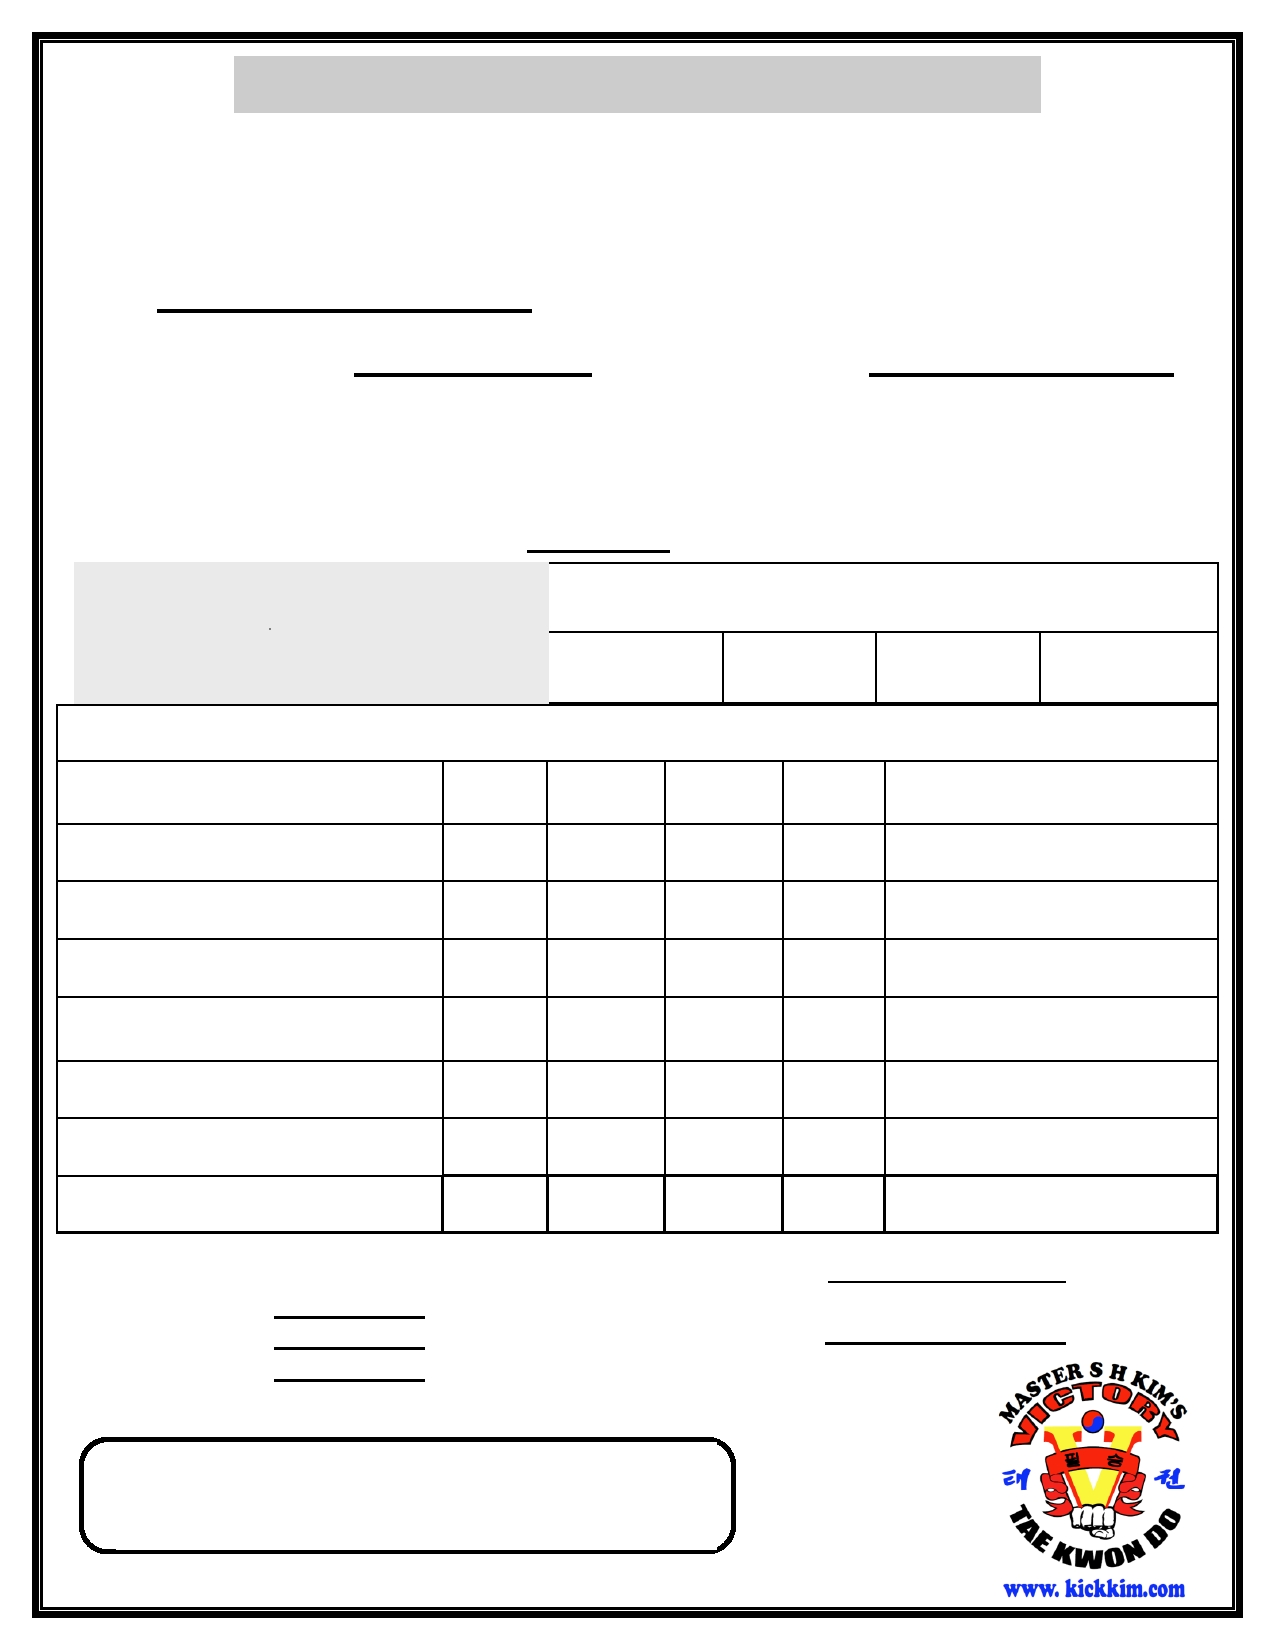 MASTER S H KIM'S
VICTORY
필 승
태 권
TAE KWON DO
www. kickkim.com